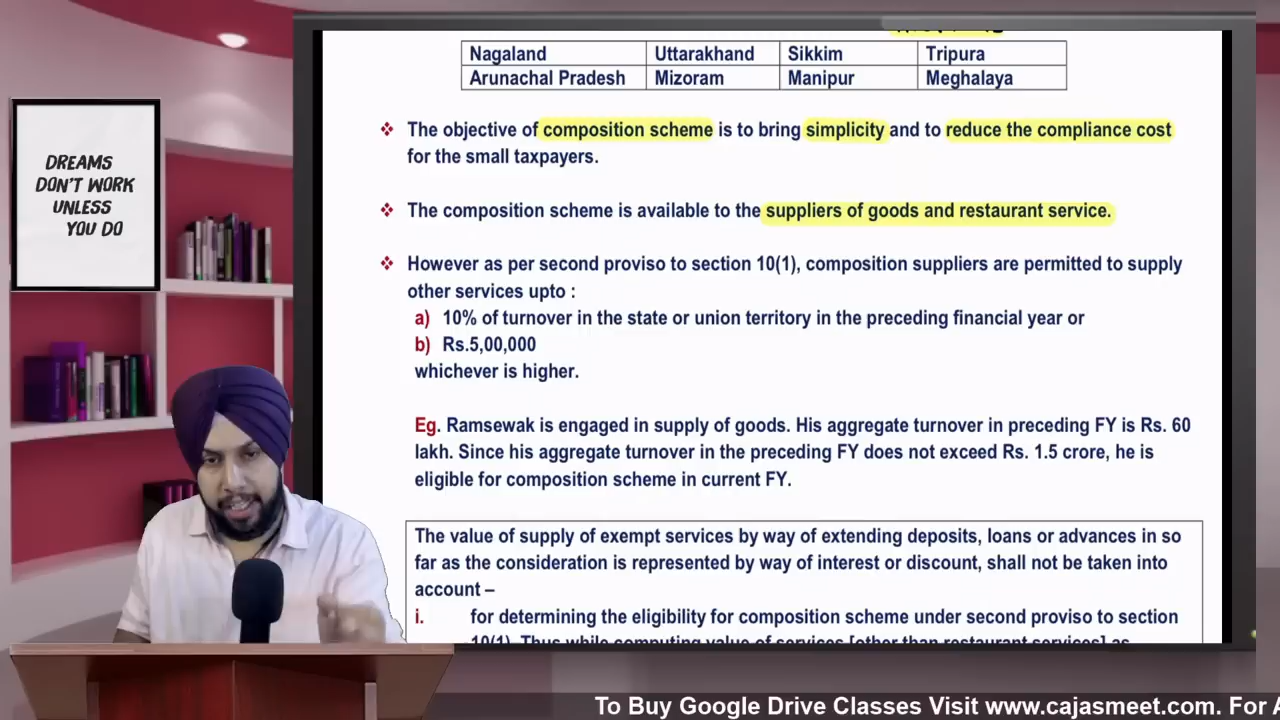 Nagaland Uttarakhand Sikkim Tripura
Arunachal Pradesh Mizoram Manipur Meghalaya
❖ The objective of composition scheme is to bring simplicity and to reduce the compliance cost
for the small taxpayers.
❖ The composition scheme is available to the suppliers of goods and restaurant service.
❖ However as per second proviso to section 10(1), composition suppliers are permitted to supply
other services upto :
a) 10% of turnover in the state or union territory in the preceding financial year or
b) Rs.5,00,000
whichever is higher.
Eg. Ramsewak is engaged in supply of goods. His aggregate turnover in preceding FY is Rs. 60
lakh. Since his aggregate turnover in the preceding FY does not exceed Rs. 1.5 crore, he is
eligible for composition scheme in current FY.
The value of supply of exempt services by way of extending deposits, loans or advances in so
far as the consideration is represented by way of interest or discount, shall not be taken into
account –
i. for determining the eligibility for composition scheme under second proviso to section
10(1). Thus while computing value of services [other than restaurant services] as
DREAMS
DON'T WORK
UNLESS
YOU DO
To Buy Google Drive Classes Visit www.cajasmeet.com. For